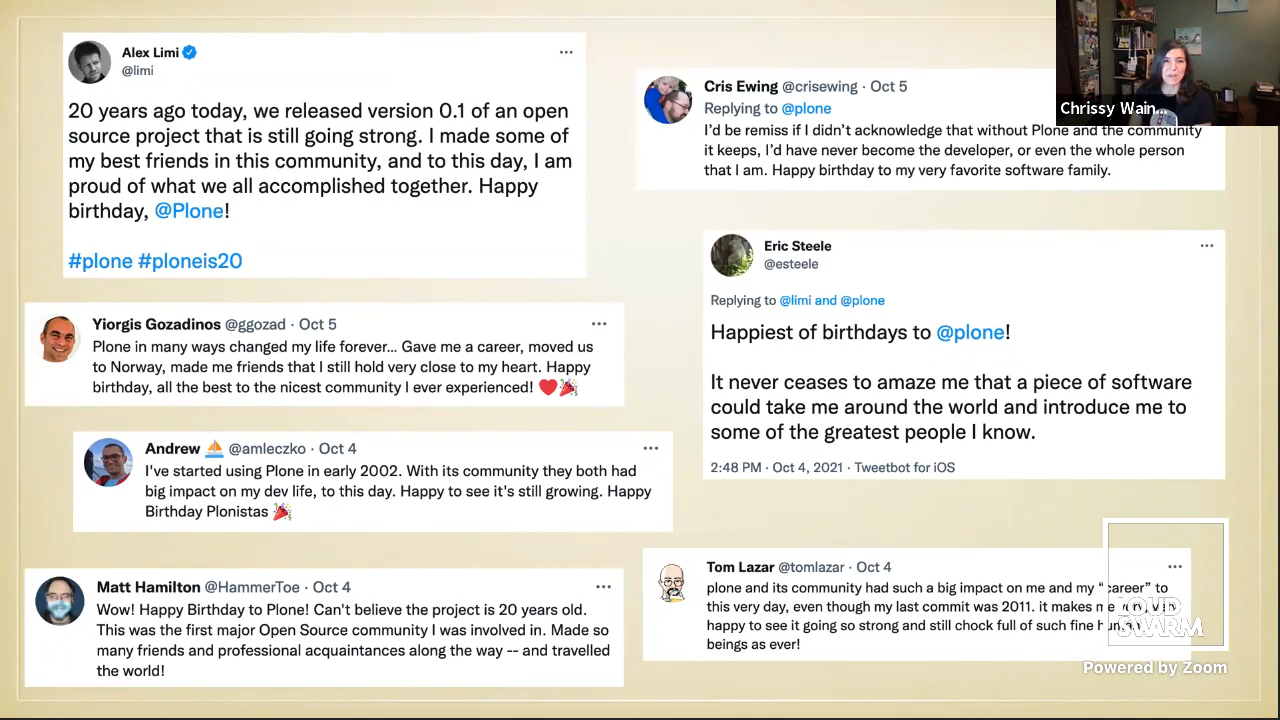 Alex Limi
@limi
20 years ago today, we released version 0.1 of an open
source project that is still going strong. I made some of
my best friends in this community, and to this day, I am
proud of what we all accomplished together. Happy
birthday, @Plone!
#plone #ploneis20
Chrissy Wain...
Cris Ewing @crisewing · Oct 5
Replying to @plone
I'd be remiss if I didn't acknowledge that without Plone and the community
it keeps, I'd have never become the developer, or even the whole person
that I am. Happy birthday to my very favorite software family.
Eric Steele
@esteele
Replying to @limi and @plone
Happiest of birthdays to @plone!
It never ceases to amaze me that a piece of software
could take me around the world and introduce me to
some of the greatest people I know.
2:48 PM · Oct 4, 2021 · Tweetbot for iOS
Yiorgis Gozadinos @ggozad · Oct 5
Plone in many ways changed my life forever... Gave me a career, moved us
to Norway, made me friends that I still hold very close to my heart. Happy
birthday, all the best to the nicest community I ever experienced! ❤️🎉
Andrew ⛵ @amleczko · Oct 4
I've started using Plone in early 2002. With its community they both had
big impact on my dev life, to this day. Happy to see it's still growing. Happy
Birthday Plonistas 🎉
Matt Hamilton @HammerToe · Oct 4
Wow! Happy Birthday to Plone! Can't believe the project is 20 years old.
This was the first major Open Source community I was involved in. Made so
many friends and professional acquaintances along the way -- and travelled
the world!
Tom Lazar @tomlazar · Oct 4
plone and its community had such a big impact on me and my "career" to
this very day, even though my last commit was 2011. it makes me
happy to see it going so strong and still chock full of such fine
beings as ever!
LOUD
SWARM
Powered by Zoom